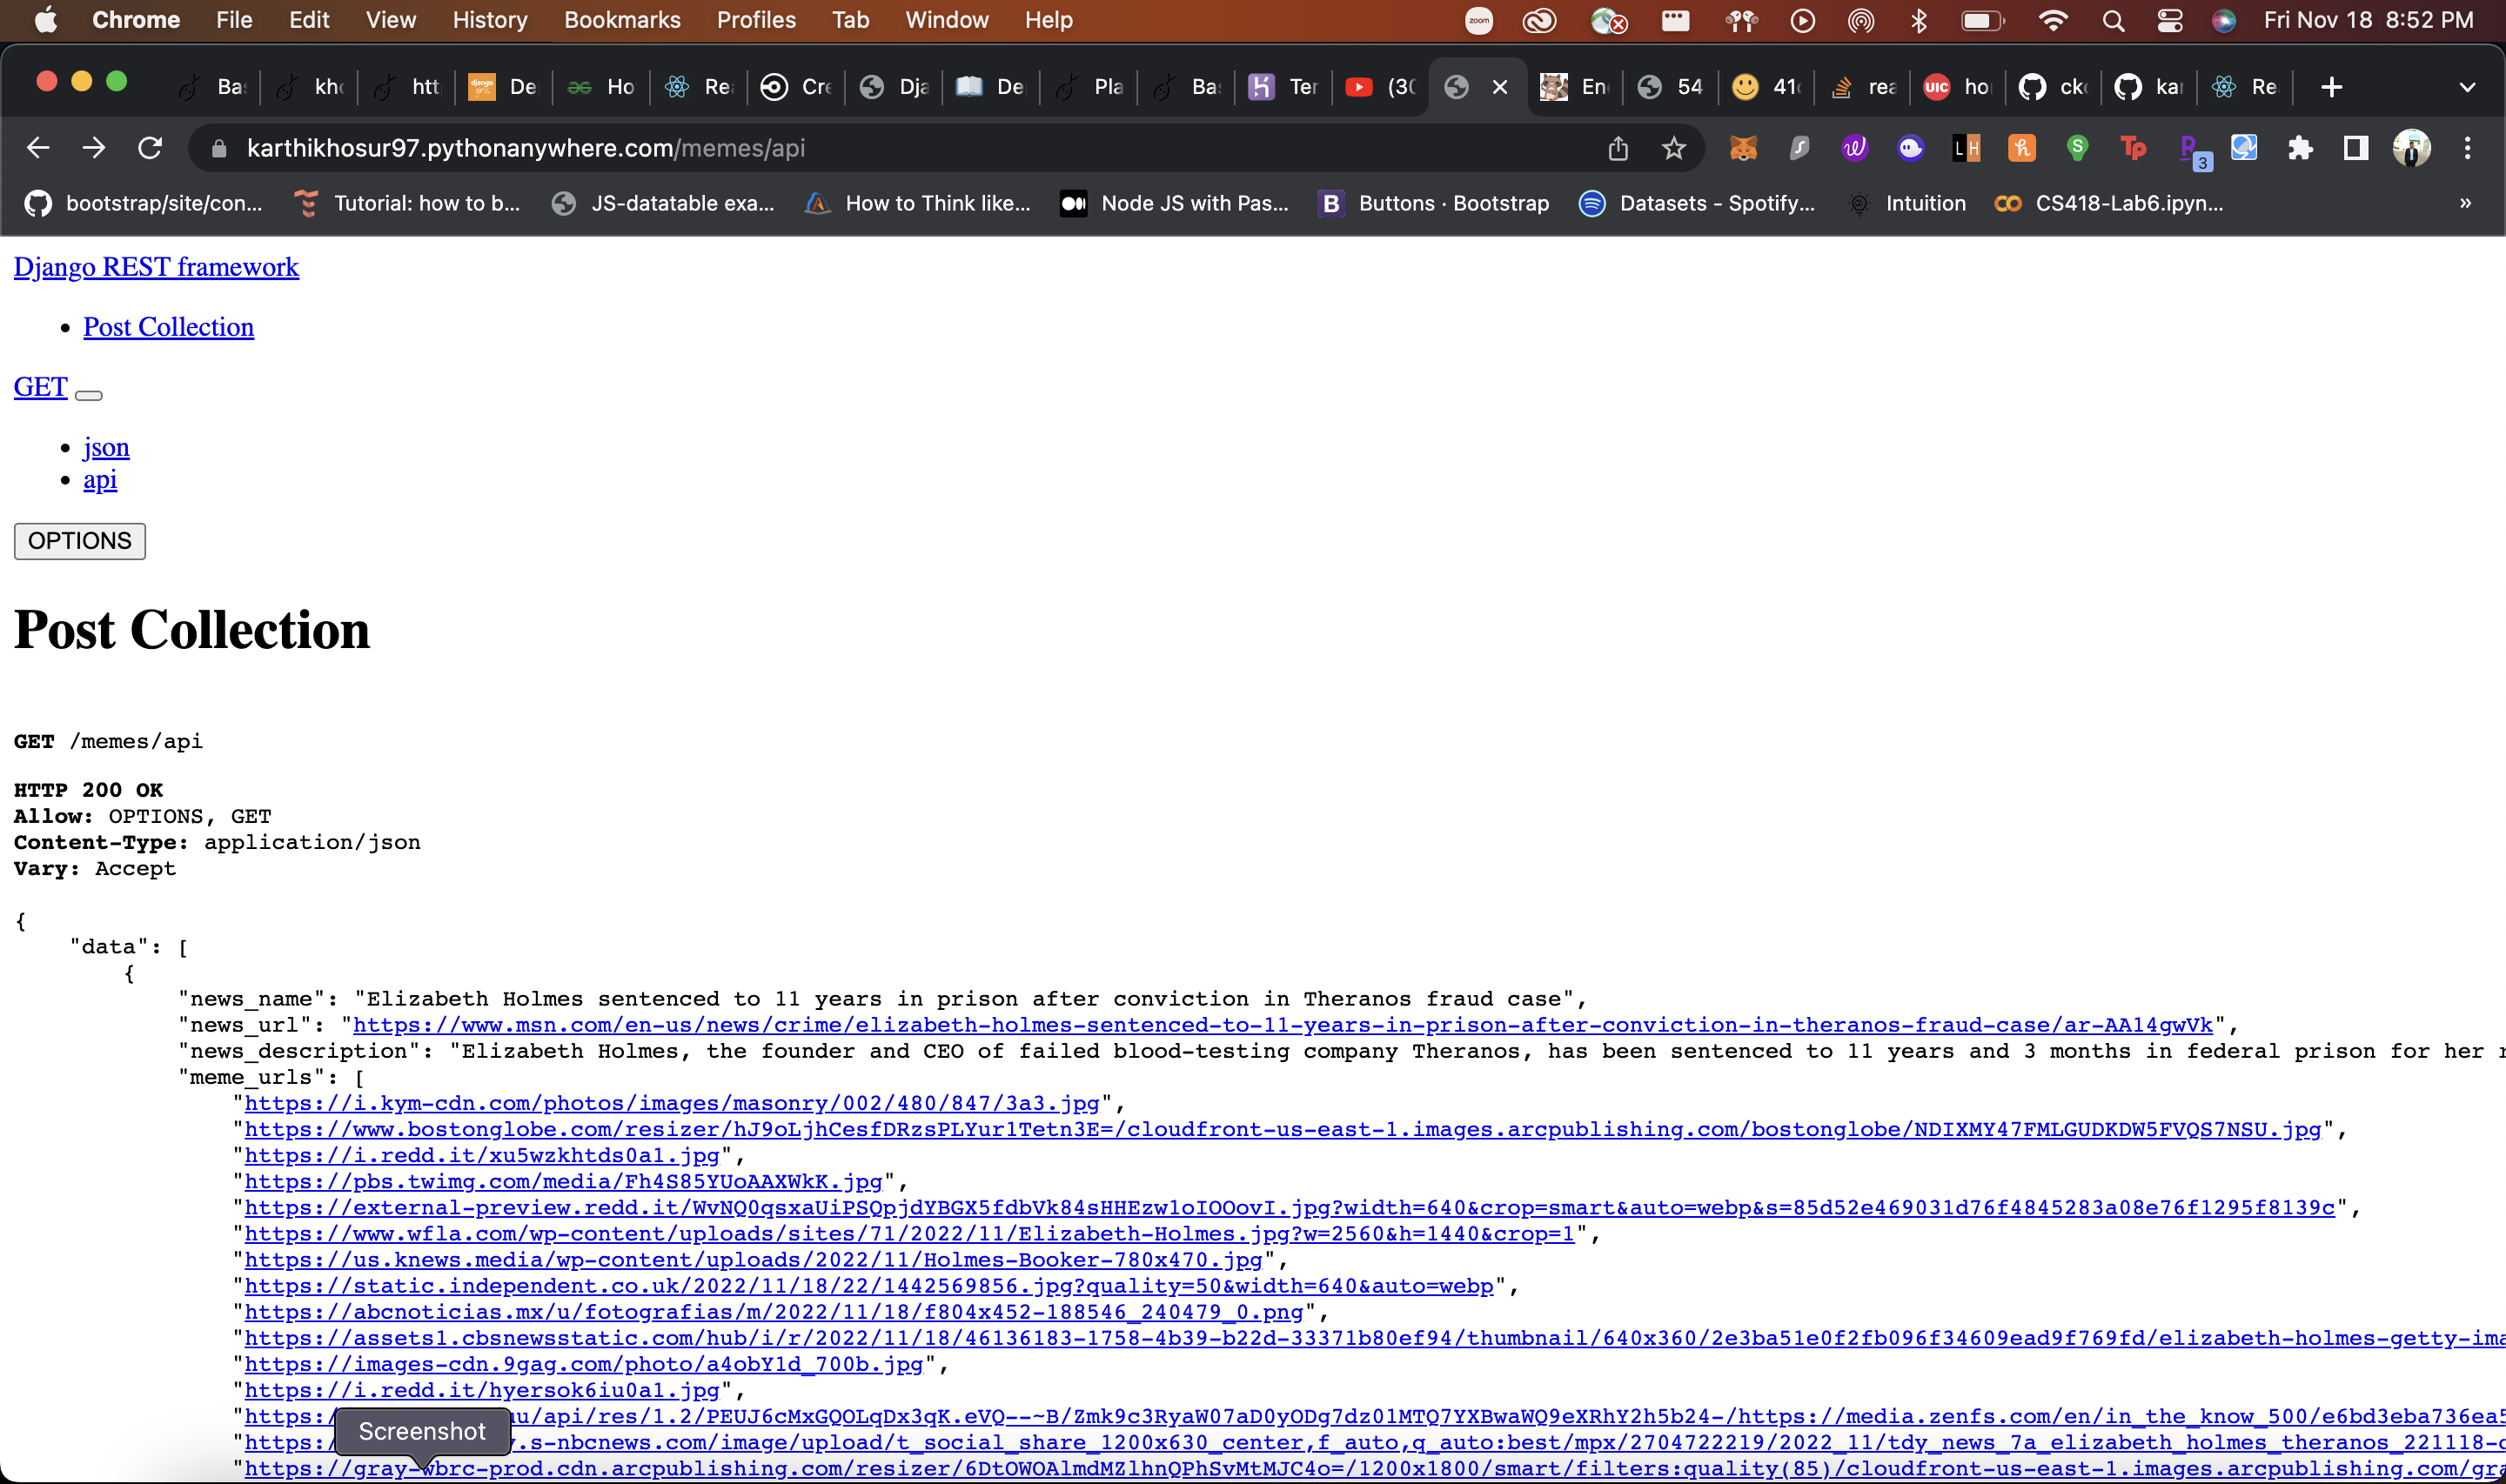 Chrome File Edit View History Bookmarks Profiles Tab Window Help zoom Fri Nov 18 8:52 PM
Ba kh htt De Ho Re Cre Dja De Pla Ba Ter (30 En 54 41 rea ho ck kar Re
karthikhosur97.pythonanywhere.com/memes/api
bootstrap/site/con... Tutorial: how to b... JS-datatable exa... How to Think like... Node JS with Pas... Buttons · Bootstrap Datasets – Spotify... Intuition CS418-Lab6.ipyn... »
Django REST framework
• Post Collection
GET
• json
• api
OPTIONS
Post Collection
GET /memes/api
HTTP 200 OK
Allow: OPTIONS, GET
Content-Type: application/json
Vary: Accept
{
"data": [
{
"news_name": "Elizabeth Holmes sentenced to 11 years in prison after conviction in Theranos fraud case",
"news_url": "https://www.msn.com/en-us/news/crime/elizabeth-holmes-sentenced-to-11-years-in-prison-after-conviction-in-theranos-fraud-case/ar-AA14gwVk",
"news_description": "Elizabeth Holmes, the founder and CEO of failed blood-testing company Theranos, has been sentenced to 11 years and 3 months in federal prison for her
"meme_urls": [
"https://i.kym-cdn.com/photos/images/masonry/002/480/847/3a3.jpg",
"https://www.bostonglobe.com/resizer/hJ9oLjhCesfDRzsPLYur1Tetn3E=/cloudfront-us-east-1.images.arcpublishing.com/bostonglobe/NDIXMY47FMLGUDKDW5FVQS7NSU.jpg",
"https://i.redd.it/xu5wzkhtds0a1.jpg",
"https://pbs.twimg.com/media/Fh4S85YUoAAXWkK.jpg",
"https://external-preview.redd.it/WvNQ0qsxaUiPSQpjdYBGX5fdbVk84sHHEzw1oIOOovI.jpg?width=640&crop=smart&auto=webp&s=85d52e469031d76f4845283a08e76f1295f8139c",
"https://www.wfla.com/wp-content/uploads/sites/71/2022/11/Elizabeth-Holmes.jpg?w=2560&h=1440&crop=1",
"https://us.knews.media/wp-content/uploads/2022/11/Holmes-Booker-780x470.jpg",
"https://static.independent.co.uk/2022/11/18/22/1442569856.jpg?quality=50&width=640&auto=webp",
"https://abcnoticias.mx/u/fotografias/m/2022/11/18/f804x452-188546_240479_0.png",
"https://assets1.cbsnewsstatic.com/hub/i/r/2022/11/18/46136183-1758-4b39-b22d-33371b80ef94/thumbnail/640x360/2e3ba51e0f2fb096f34609ead9f769fd/elizabeth-holmes-getty-ima
"https://images-cdn.9gag.com/photo/a4obY1d_700b.jpg",
"https://i.redd.it/hyersok6iu0a1.jpg",
"https:/ u/api/res/1.2/PEUJ6cMxGQOLqDx3qK.eVQ--~B/Zmk9c3RyaW07aD0yODg7dz01MTQ7YXBwaWQ9eXRhY2h5b24-/https://media.zenfs.com/en/in_the_know_500/e6bd3eba736ea5
"https:/ .s-nbcnews.com/image/upload/t_social_share_1200x630_center,f_auto,q_auto:best/mpx/2704722219/2022_11/tdy_news_7a_elizabeth_holmes_theranos_221118-
"https://gray-wbrc-prod.cdn.arcpublishing.com/resizer/6DtOWOAlmdMZlhnQPhSvMtMJC4o=/1200x1800/smart/filters:quality(85)/cloudfront-us-east-1.images.arcpublishing.com/gra
Screenshot